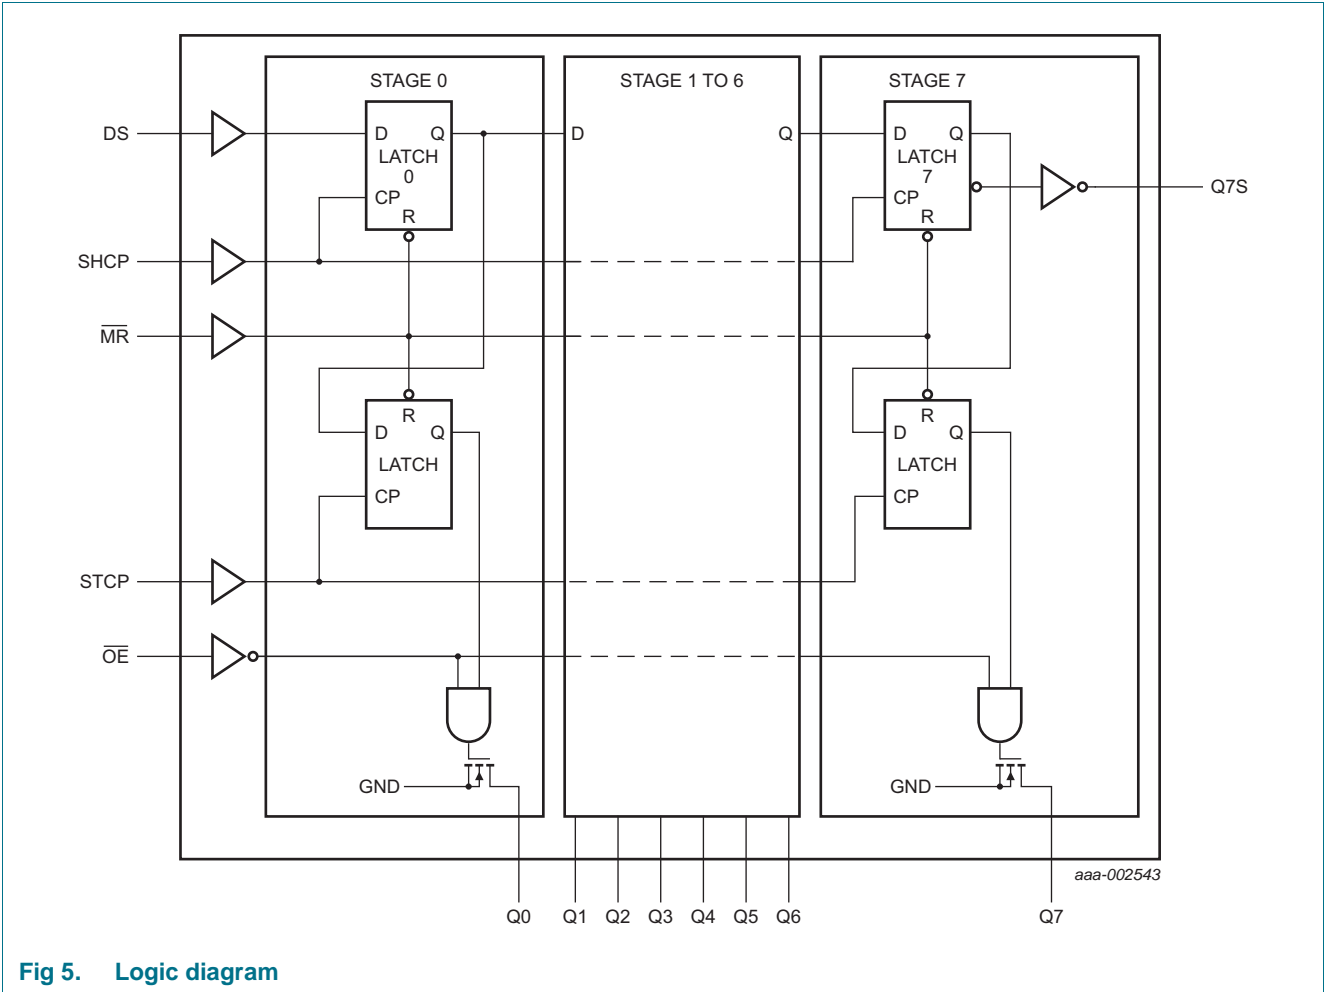 STAGE 0 STAGE 1 TO 6 STAGE 7
DS D Q D Q D Q
LATCH LATCH
0 7 Q7S
CP CP
R R
SHCP
M̅R̅
R R
D Q D Q
LATCH LATCH
CP CP
STCP
O̅E̅
GND GND
aaa-002543
Q0 Q1 Q2 Q3 Q4 Q5 Q6 Q7
Fig 5. Logic diagram